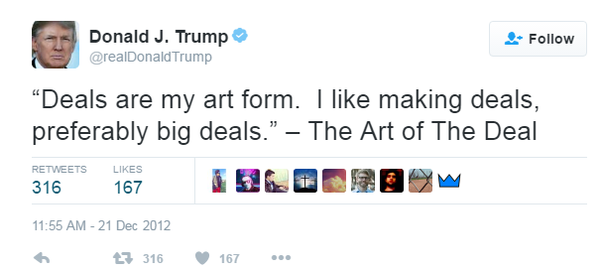 Donald J. Trump
Follow
@realDonaldTrump
“Deals are my art form.  I like making deals,
preferably big deals.” – The Art of The Deal
RETWEETS LIKES
316 167
11:55 AM - 21 Dec 2012
316 167